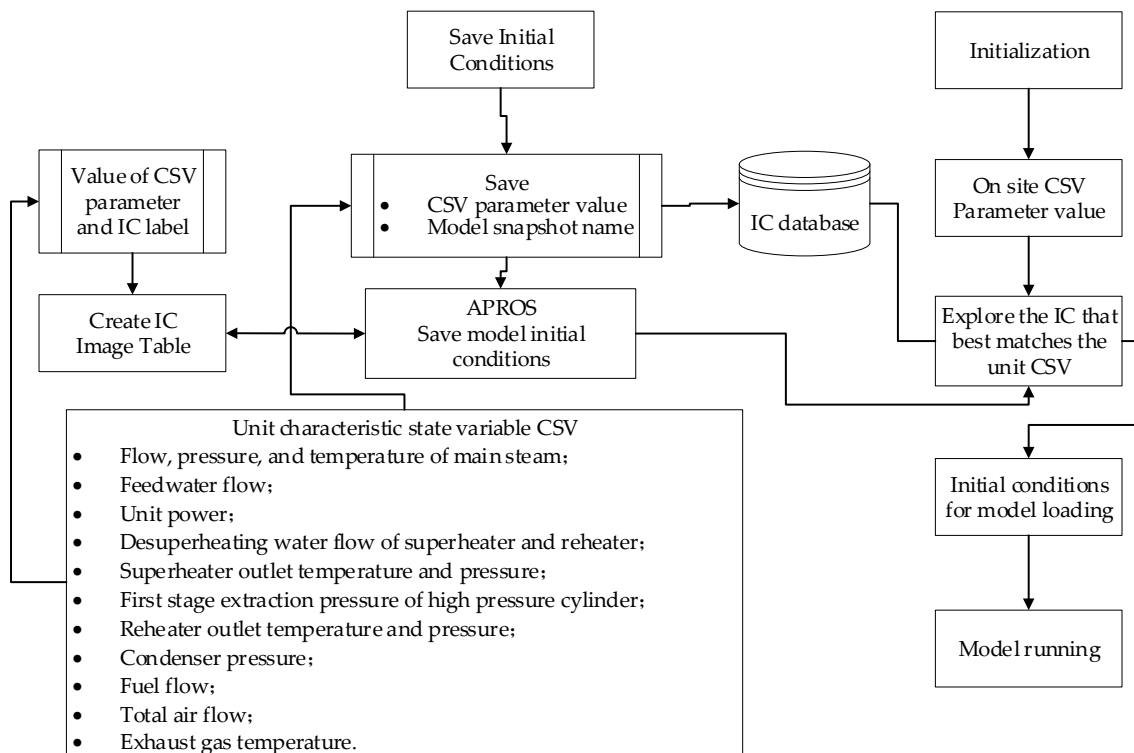 Save Initial
Conditions
Initialization
Value of CSV
parameter
and IC label
Save
• CSV parameter value
• Model snapshot name
IC database
On site CSV
Parameter value
Create IC
Image Table
APROS
Save model initial
conditions
Explore the IC that
best matches the
unit CSV
Unit characteristic state variable CSV
• Flow, pressure, and temperature of main steam;
• Feedwater flow;
• Unit power;
• Desuperheating water flow of superheater and reheater;
• Superheater outlet temperature and pressure;
• First stage extraction pressure of high pressure cylinder;
• Reheater outlet temperature and pressure;
• Condenser pressure;
• Fuel flow;
• Total air flow;
• Exhaust gas temperature.
Initial conditions
for model loading
Model running